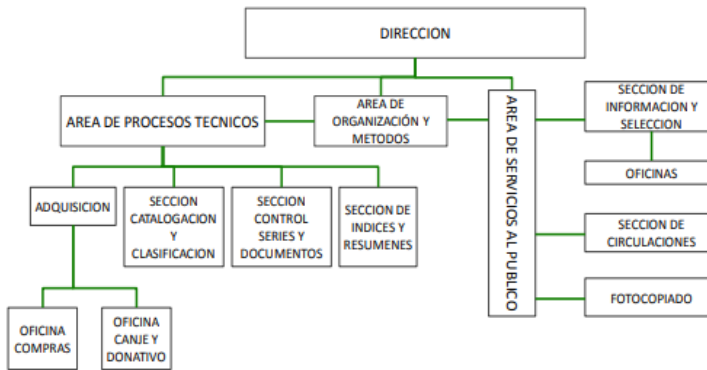 DIRECCION
AREA DE PROCESOS TECNICOS
AREA DE
ORGANIZACIÓN Y
METODOS
AREA DE SERVICIOS AL PUBLICO
SECCION DE
INFORMACION Y
SELECCION
OFICINAS
SECCION DE
CIRCULACIONES
FOTOCOPIADO
ADQUISICION
SECCION
CATALOGACION
Y
CLASIFICACION
SECCION
CONTROL
SERIES Y
DOCUMENTOS
SECCION DE
INDICES Y
RESUMENES
OFICINA
COMPRAS
OFICINA
CANJE Y
DONATIVO